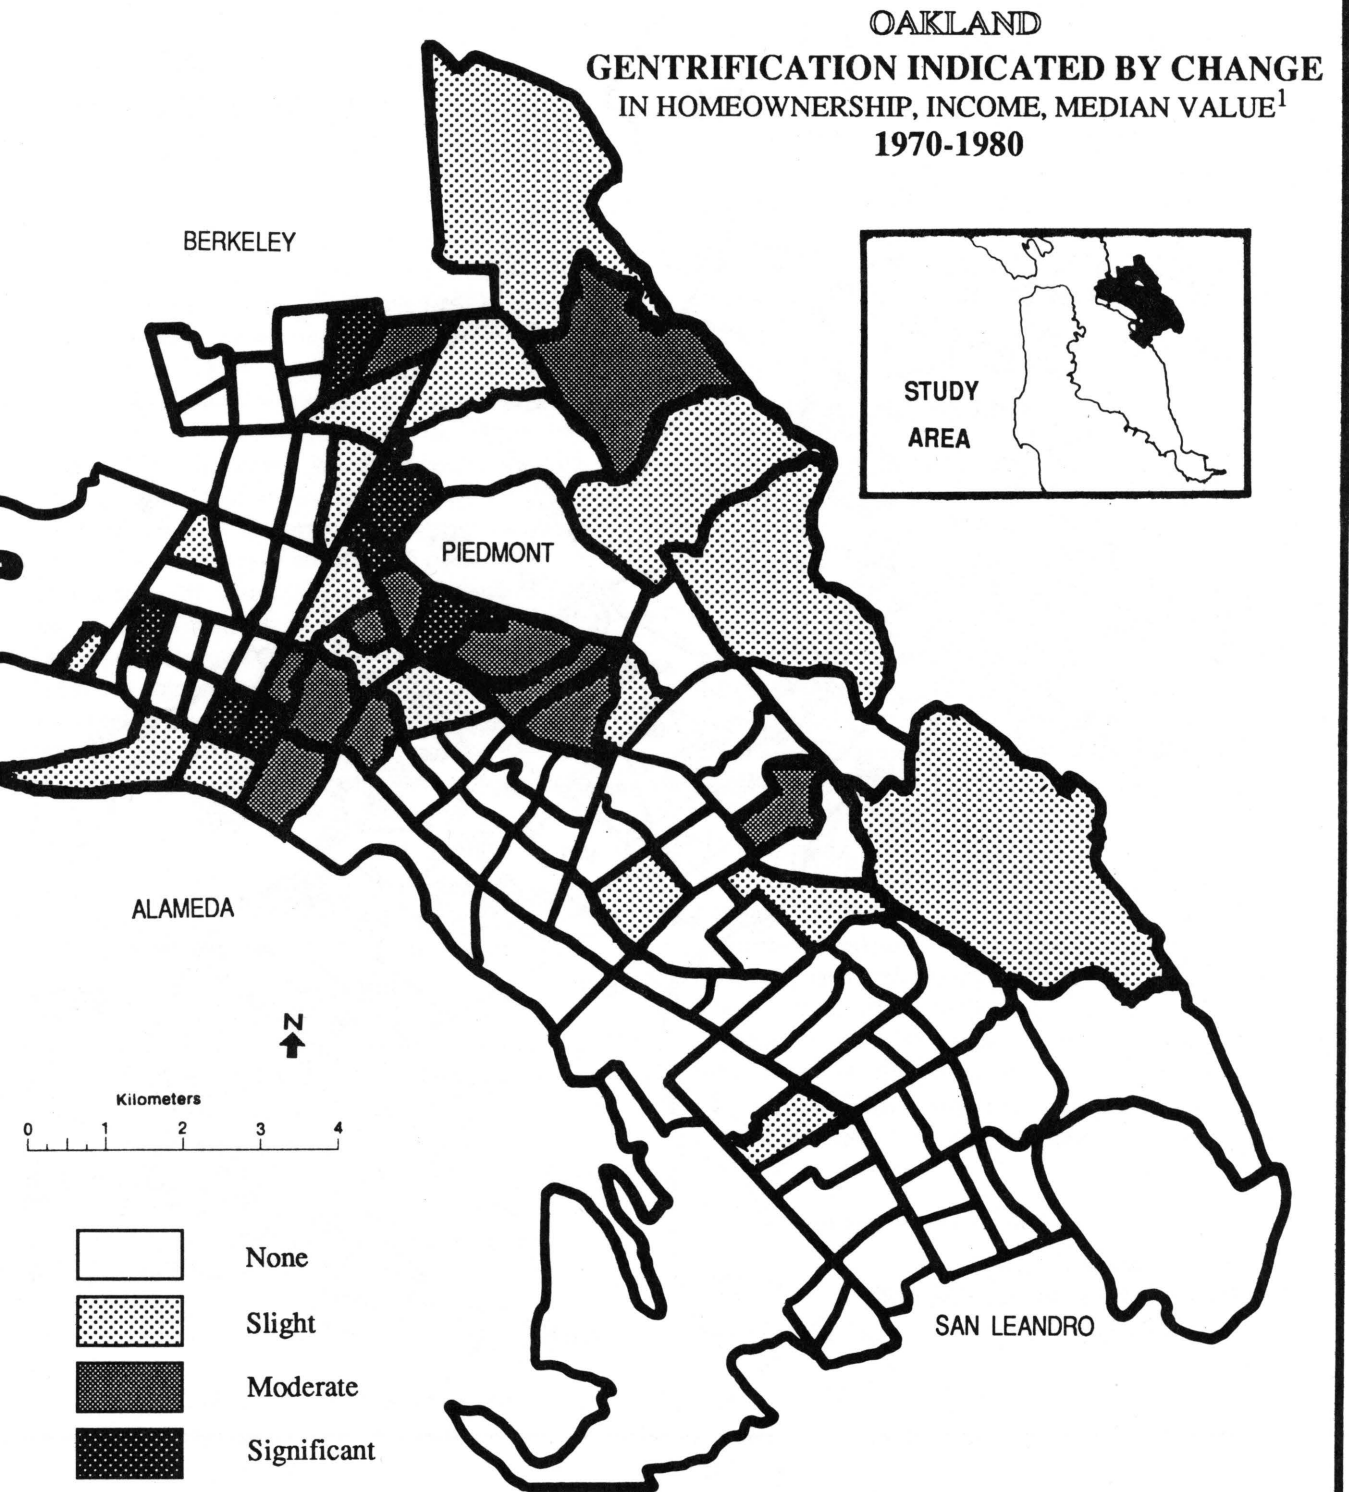 OAKLAND
GENTRIFICATION INDICATED BY CHANGE
IN HOMEOWNERSHIP, INCOME, MEDIAN VALUE1
1970-1980
BERKELEY
STUDY
AREA
PIEDMONT
ALAMEDA
N
Kilometers
0 1 2 3 4
None
Slight
Moderate
Significant
SAN LEANDRO